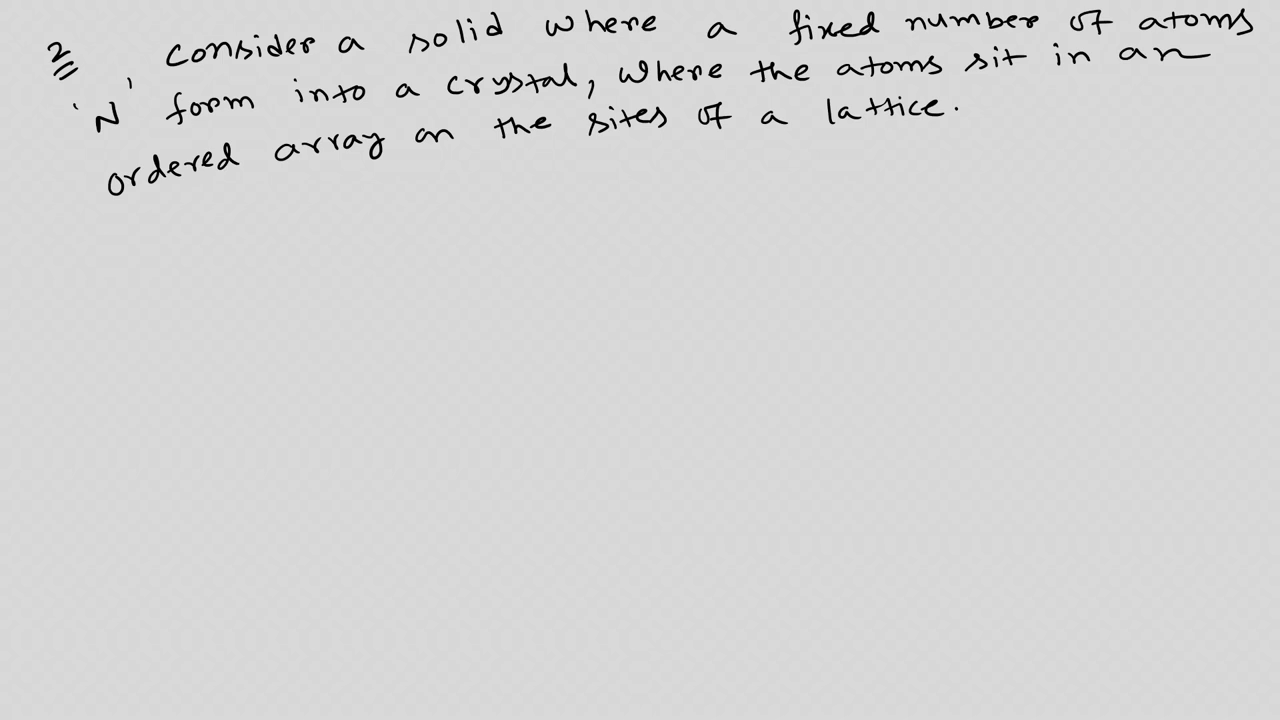 2 Consider a solid where a fixed number of atoms
'N' form into a crystal, where the atoms sit in an
ordered array on the sites of a lattice.